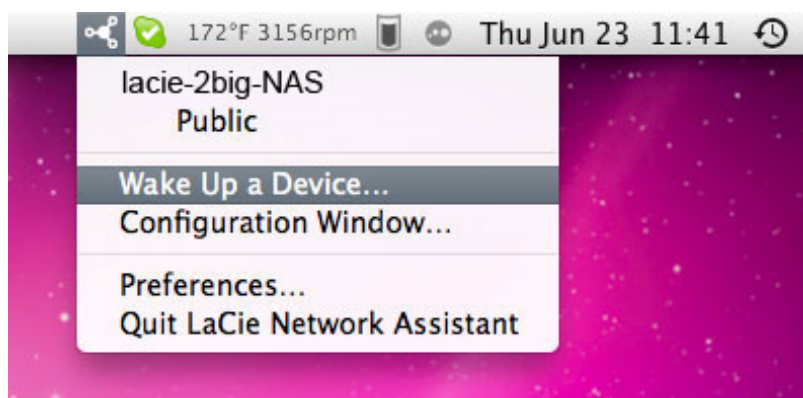 172°F 3156rpm Thu Jun 23 11:41
lacie-2big-NAS
Public
Wake Up a Device...
Configuration Window...
Preferences...
Quit LaCie Network Assistant